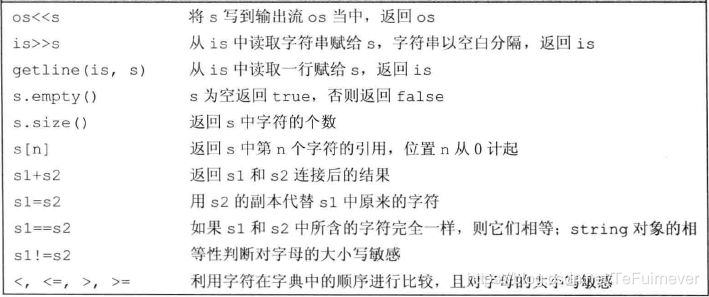 os<<s 将 s 写到输出流 os 当中，返回 os
is>>s 从 is 中读取字符串赋给 s，字符串以空白分隔，返回 is
getline(is, s) 从 is 中读取一行赋给 s，返回 is
s.empty() s 为空返回 true，否则返回 false
s.size() 返回 s 中字符的个数
s[n] 返回 s 中第 n 个字符的引用，位置 n 从 0 计起
s1+s2 返回 s1 和 s2 连接后的结果
s1=s2 用 s2 的副本代替 s1 中原来的字符
s1==s2 如果 s1 和 s2 中所含的字符完全一样，则它们相等；string 对象的相
s1!=s2 等性判断对字母的大小写敏感
<, <=, >, >= 利用字符在字典中的顺序进行比较，且对字母的大小写敏感